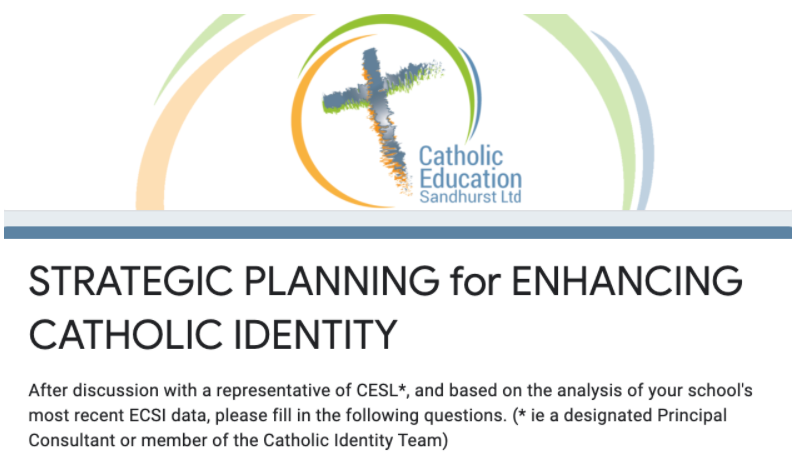 Catholic
Education
Sandhurst Ltd
STRATEGIC PLANNING for ENHANCING
CATHOLIC IDENTITY
After discussion with a representative of CESL*, and based on the analysis of your school's
most recent ECSI data, please fill in the following questions. (* ie a designated Principal
Consultant or member of the Catholic Identity Team)